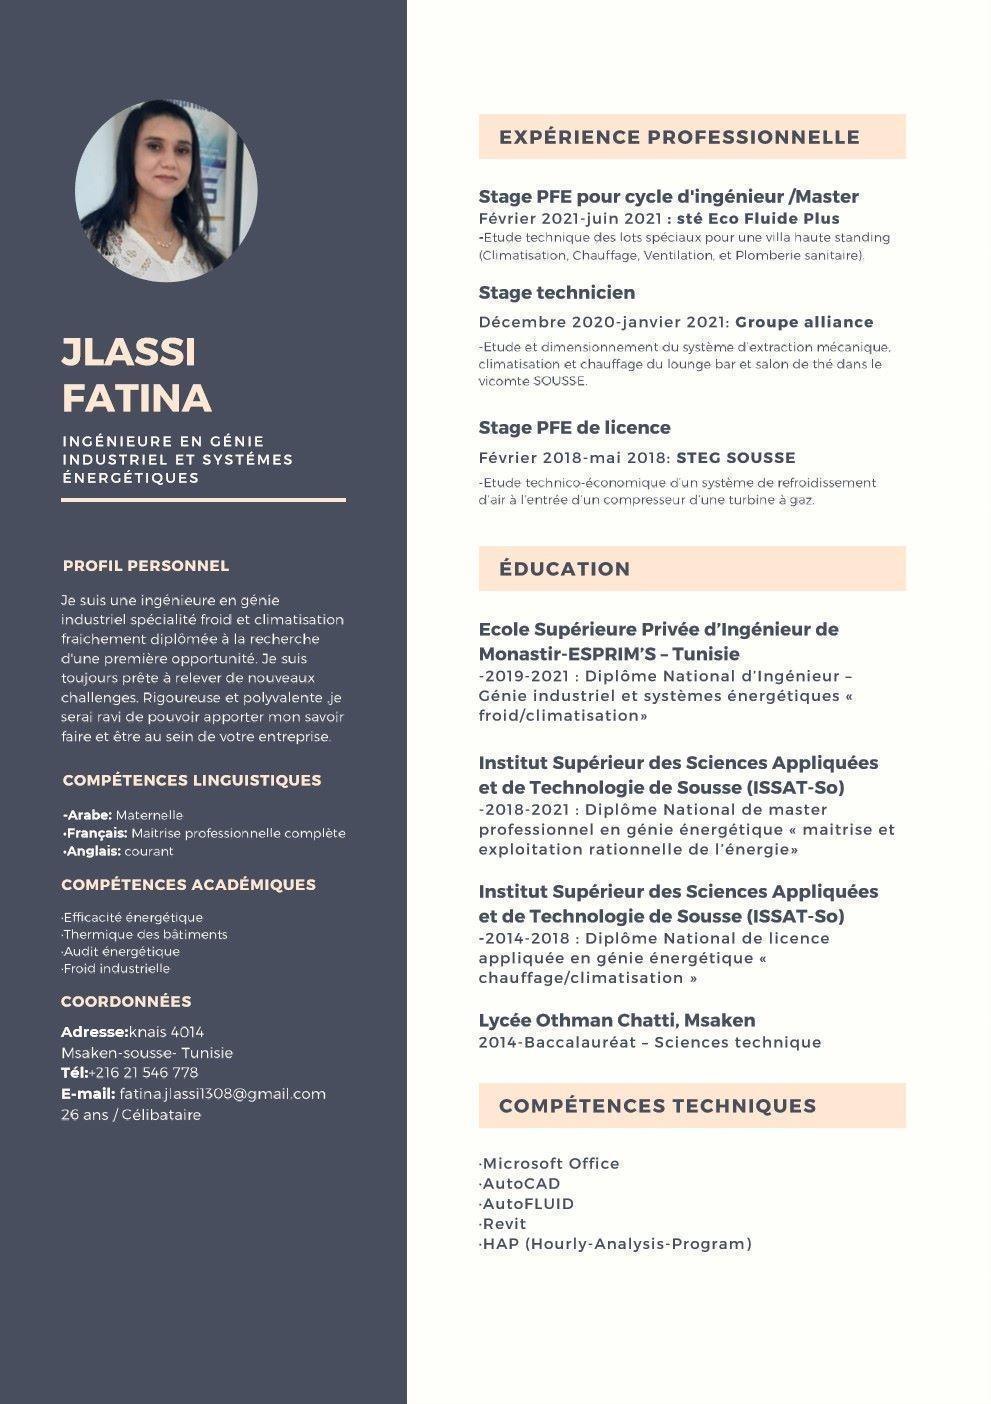 JLASSI
FATINA
INGÉNIEURE EN GÉNIE
INDUSTRIEL ET SYSTÉMES
ÉNERGÉTIQUES
PROFIL PERSONNEL
Je suis une ingénieure en génie
industriel spécialité froid et climatisation
fraichement diplômée à la recherche
d'une première opportunité. Je suis
toujours prête à relever de nouveaux
challenges. Rigoureuse et polyvalente ,je
serai ravi de pouvoir apporter mon savoir
faire et être au sein de votre entreprise.
COMPÉTENCES LINGUISTIQUES
-Arabe: Maternelle
·Français: Maitrise professionnelle complète
·Anglais: courant
COMPÉTENCES ACADÉMIQUES
·Efficacité énergétique
·Thermique des bâtiments
·Audit énergétique
·Froid industrielle
COORDONNÉES
Adresse:knais 4014
Msaken-sousse- Tunisie
Tél:+216 21 546 778
E-mail: fatinajlassi1308@gmail.com
26 ans / Célibataire
EXPÉRIENCE PROFESSIONNELLE
Stage PFE pour cycle d'ingénieur /Master
Février 2021-juin 2021 : sté Eco Fluide Plus
-Etude technique des lots spéciaux pour une villa haute standing
(Climatisation, Chauffage, Ventilation, et Plomberie sanitaire).
Stage technicien
Décembre 2020-janvier 2021: Groupe alliance
-Etude et dimensionnement du système d'extraction mécanique,
climatisation et chauffage du lounge bar et salon de thé dans le
vicomte SOUSSE.
Stage PFE de licence
Février 2018-mai 2018: STEG SOUSSE
-Etude technico-économique d'un système de refroidissement
d'air à l'entrée d'un compresseur d'une turbine à gaz.
ÉDUCATION
Ecole Supérieure Privée d’Ingénieur de
Monastir-ESPRIM’S – Tunisie
-2019-2021 : Diplôme National d’Ingénieur –
Génie industriel et systèmes énergétiques «
froid/climatisation»
Institut Supérieur des Sciences Appliquées
et de Technologie de Sousse (ISSAT-So)
-2018-2021 : Diplôme National de master
professionnel en génie énergétique « maitrise et
exploitation rationnelle de l’énergie»
Institut Supérieur des Sciences Appliquées
et de Technologie de Sousse (ISSAT-So)
-2014-2018 : Diplôme National de licence
appliquée en génie énergétique «
chauffage/climatisation »
Lycée Othman Chatti, Msaken
2014-Baccalauréat – Sciences technique
COMPÉTENCES TECHNIQUES
·Microsoft Office
·AutoCAD
·AutoFLUID
·Revit
·HAP (Hourly-Analysis-Program)